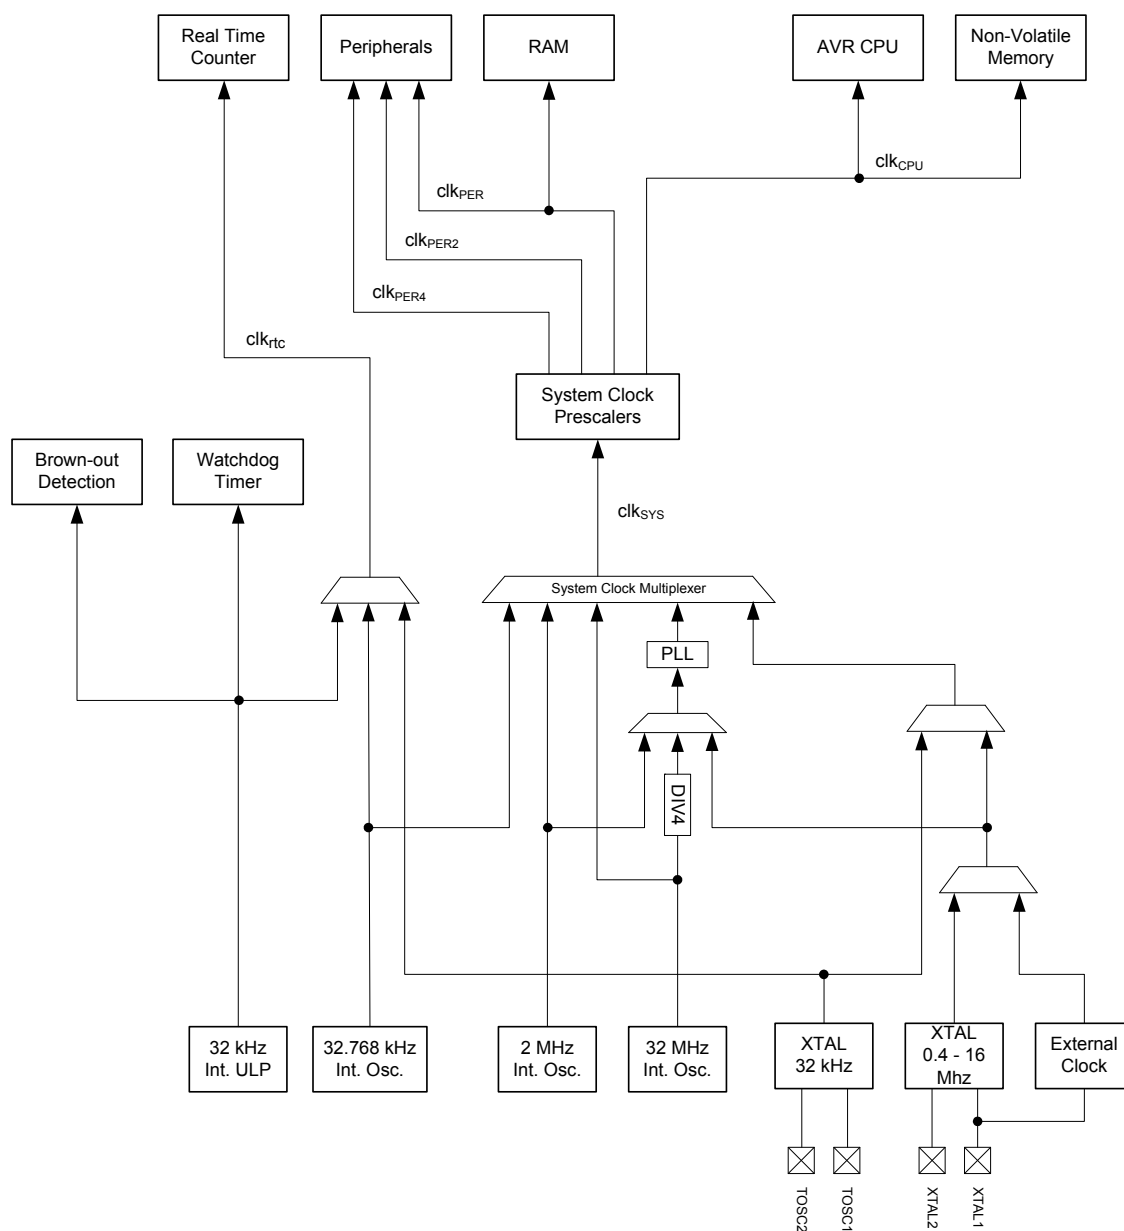 Real Time
Counter
Peripherals
RAM
AVR CPU
Non-Volatile
Memory
clkCPU
clkPER
clkPER2
clkPER4
clkrtc
System Clock
Prescalers
Brown-out
Detection
Watchdog
Timer
clkSYS
System Clock Multiplexer
PLL
DIV4
32 kHz
Int. ULP
32.768 kHz
Int. Osc.
2 MHz
Int. Osc.
32 MHz
Int. Osc.
XTAL
32 kHz
XTAL
0.4 - 16
Mhz
External
Clock
TOSC2
TOSC1
XTAL2
XTAL1